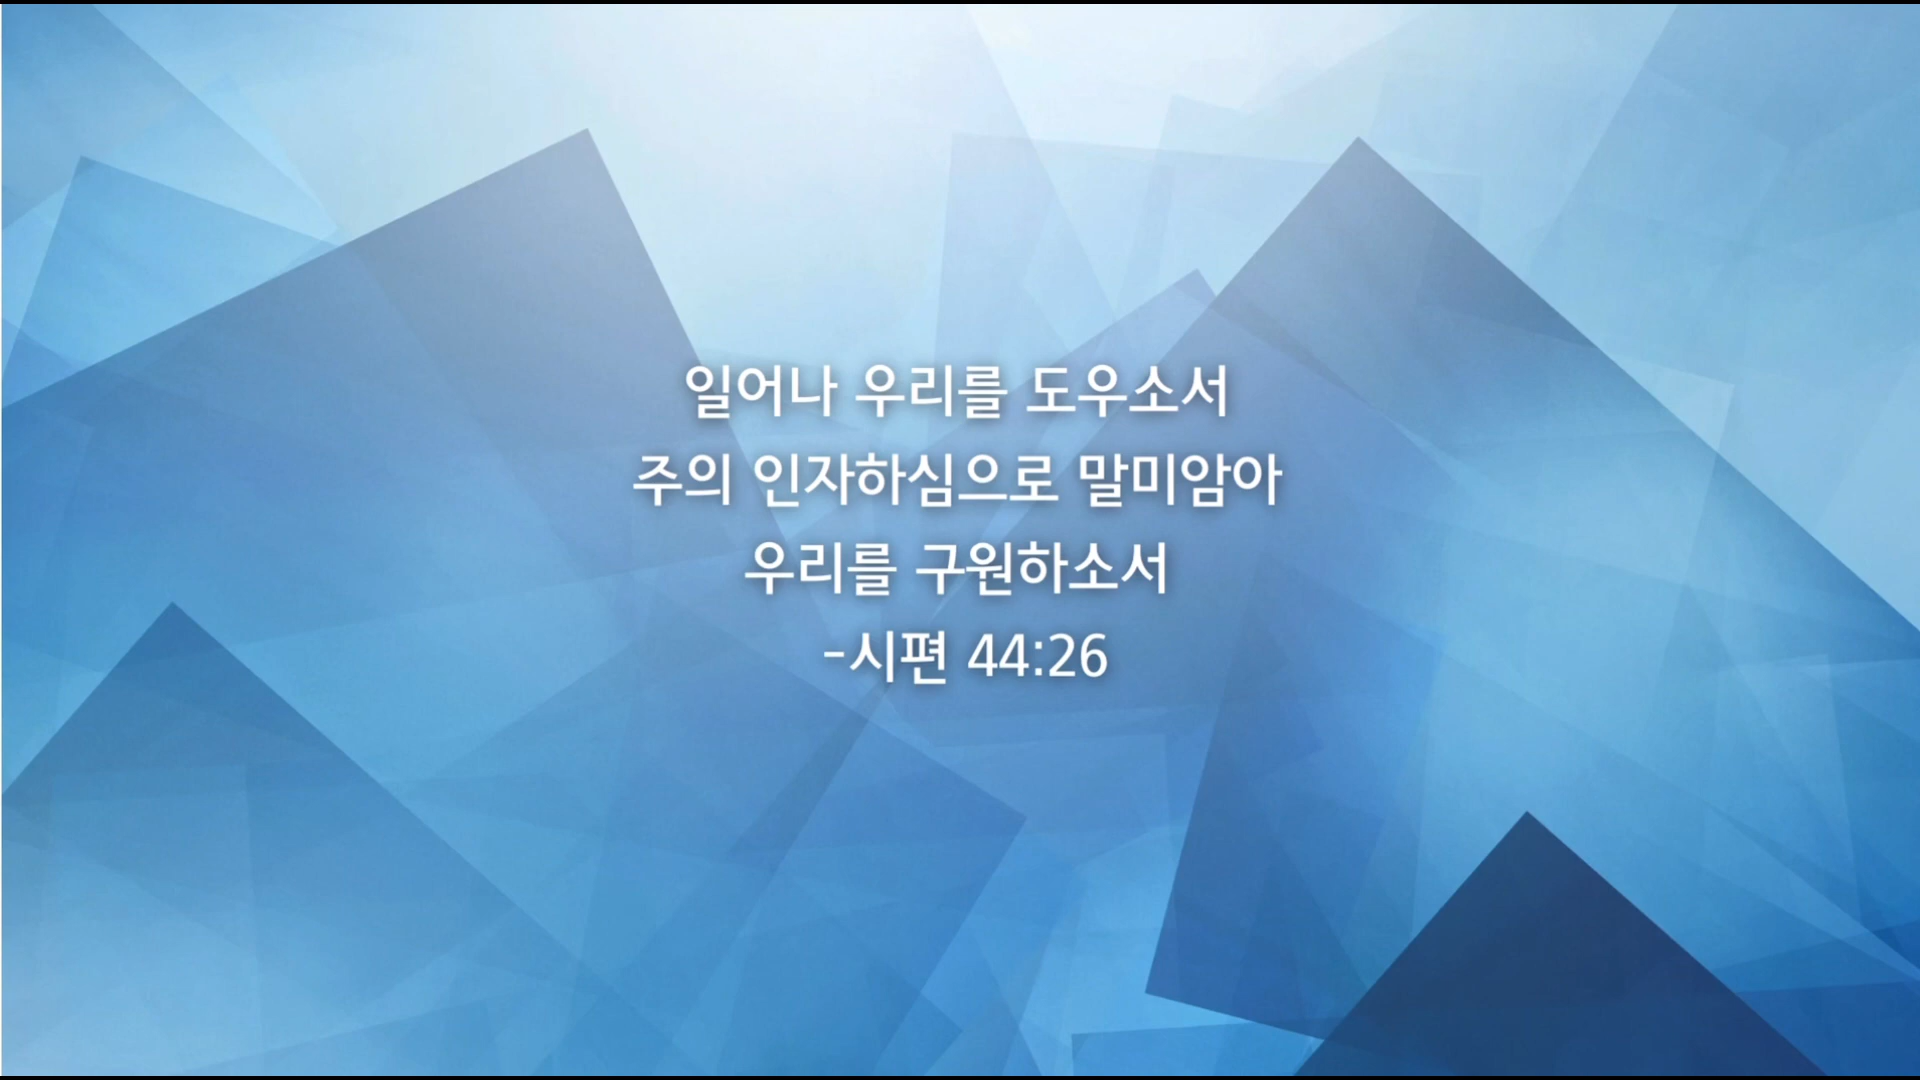 일어나 우리를 도우소서
주의 인자하심으로 말미암아
우리를 구원하소서
-시편 44:26